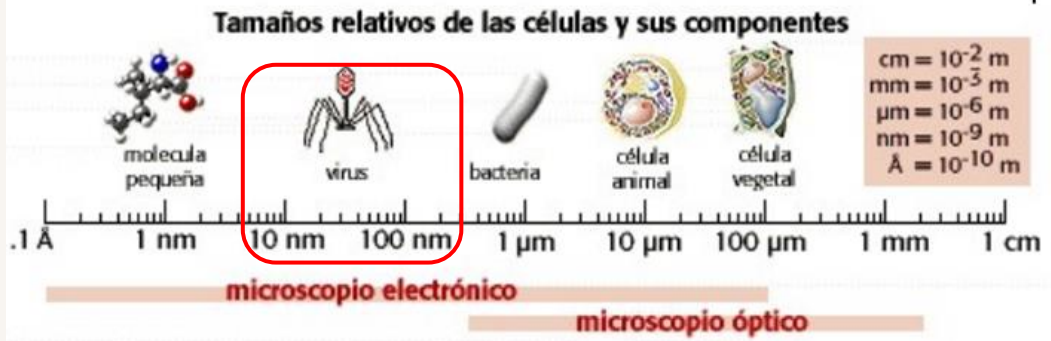 Tamaños relativos de las células y sus componentes
cm = 10-2 m
mm = 10-3 m
µm = 10-6 m
nm = 10-9 m
Å = 10-10 m
molecula
pequeña
virus
bacteria
célula
animal
célula
vegetal
.1 Å 1 nm 10 nm 100 nm 1 µm 10 µm 100 µm 1 mm 1 cm
microscopio electrónico
microscopio óptico